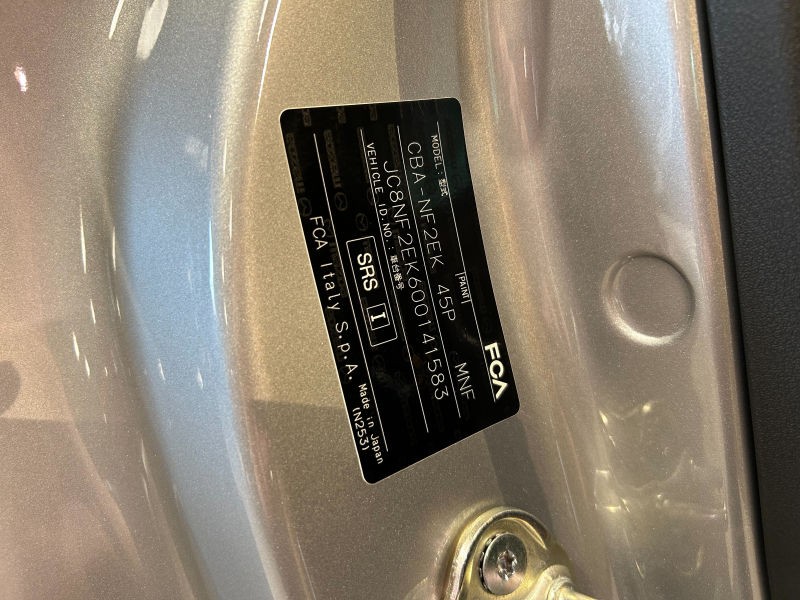 FCA
MODEL: 型式
PAINT
CBA-NF2EK 45P MNF
VEHICLE ID.NO.: 車台番号
JC8NF2EK600141583
SRS I
FCA Italy S.p.A. Made in Japan
(N253)